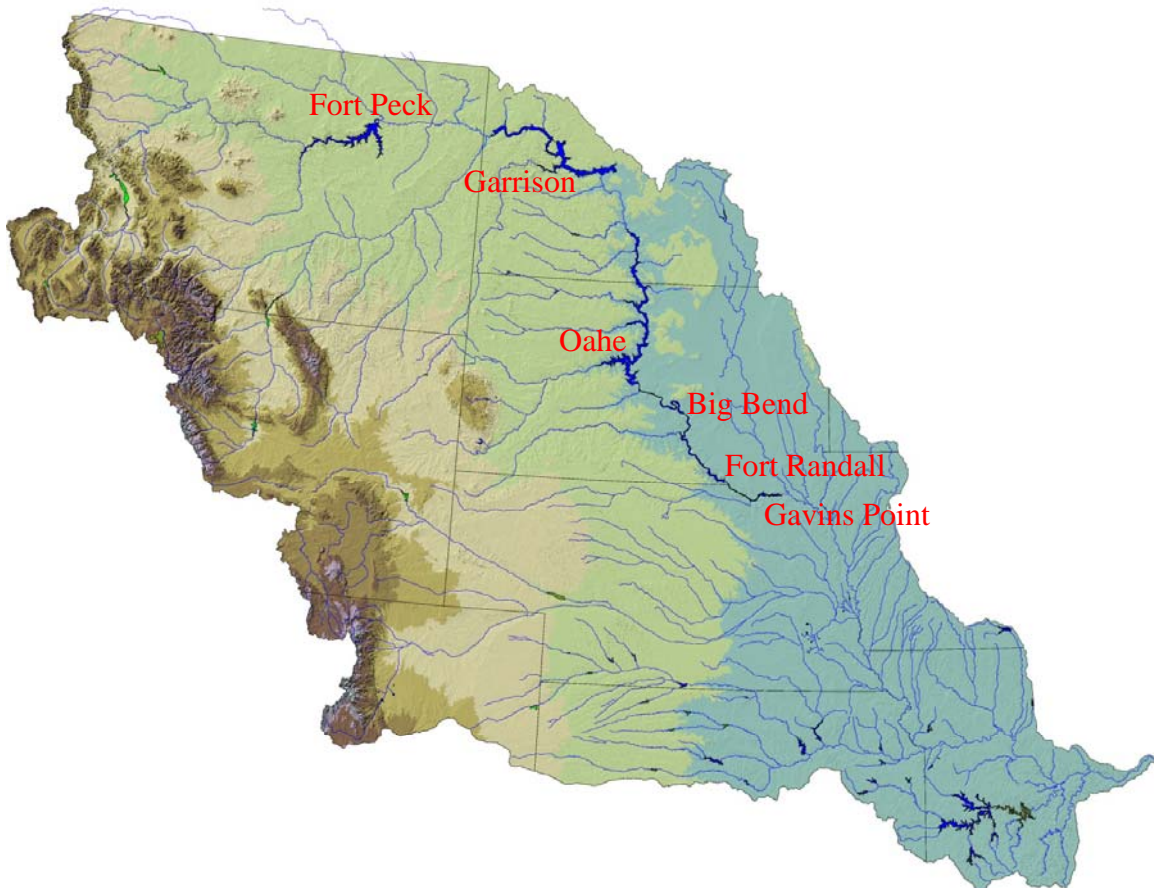 Fort Peck
Garrison
Oahe
Big Bend
Fort Randall
Gavins Point